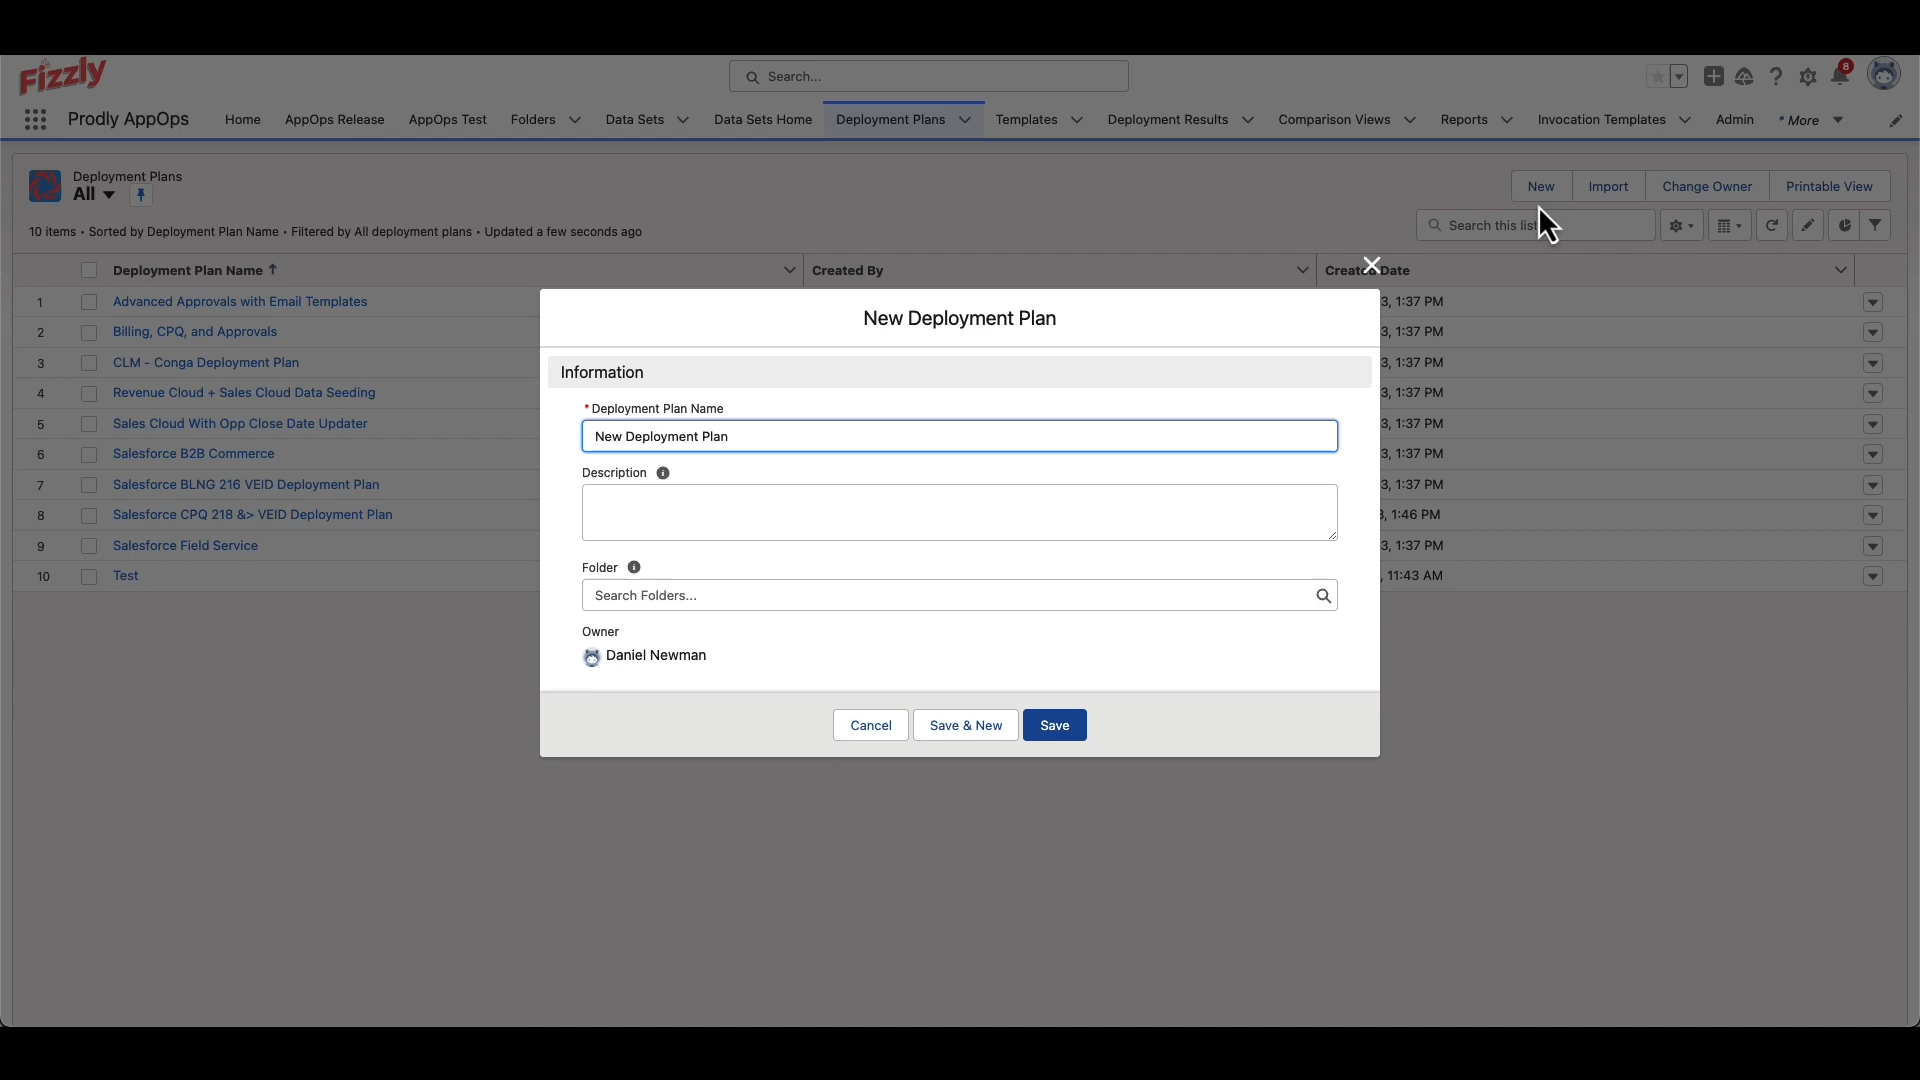 Fizzly
Search...
8
Prodly AppOps Home AppOps Release AppOps Test Folders Data Sets Data Sets Home Deployment Plans Templates Deployment Results Comparison Views Reports Invocation Templates Admin * More
Deployment Plans
All
New Import Change Owner Printable View
10 items • Sorted by Deployment Plan Name • Filtered by All deployment plans • Updated a few seconds ago
Search this list
Deployment Plan Name ↑ Created By Created Date
1 Advanced Approvals with Email Templates 3, 1:37 PM
2 Billing, CPQ, and Approvals 3, 1:37 PM
3 CLM - Conga Deployment Plan 3, 1:37 PM
4 Revenue Cloud + Sales Cloud Data Seeding 3, 1:37 PM
5 Sales Cloud With Opp Close Date Updater 3, 1:37 PM
6 Salesforce B2B Commerce 3, 1:37 PM
7 Salesforce BLNG 216 VEID Deployment Plan 3, 1:37 PM
8 Salesforce CPQ 218 &> VEID Deployment Plan 3, 1:46 PM
9 Salesforce Field Service 3, 1:37 PM
10 Test , 11:43 AM
New Deployment Plan
Information
* Deployment Plan Name
New Deployment Plan
Description
Folder
Search Folders...
Owner
Daniel Newman
Cancel Save & New Save